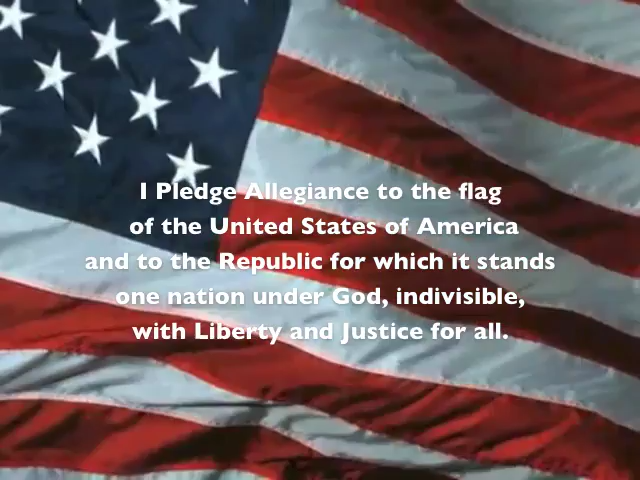 I Pledge Allegiance to the flag
of the United States of America
and to the Republic for which it stands
one nation under God, indivisible,
with Liberty and Justice for all.